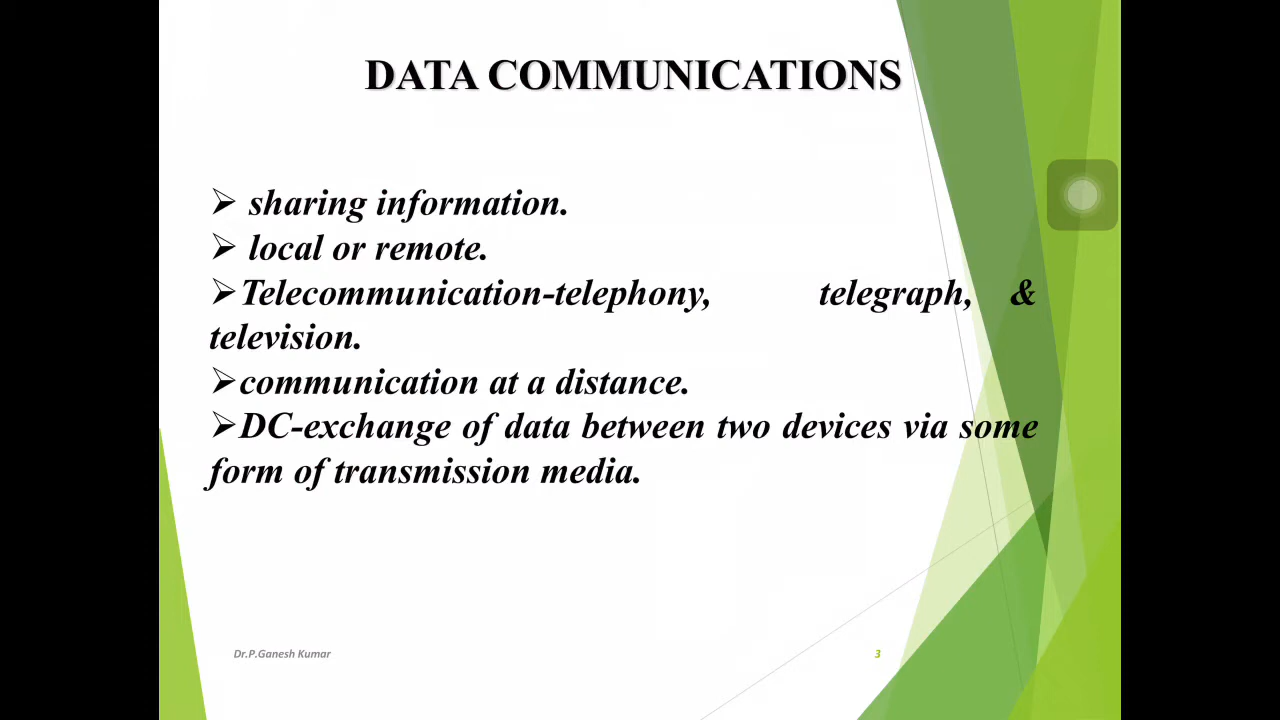 DATA COMMUNICATIONS
➢ sharing information.
➢ local or remote.
➢Telecommunication-telephony, telegraph, &
television.
➢communication at a distance.
➢DC-exchange of data between two devices via some
form of transmission media.
Dr.P.Ganesh Kumar
3